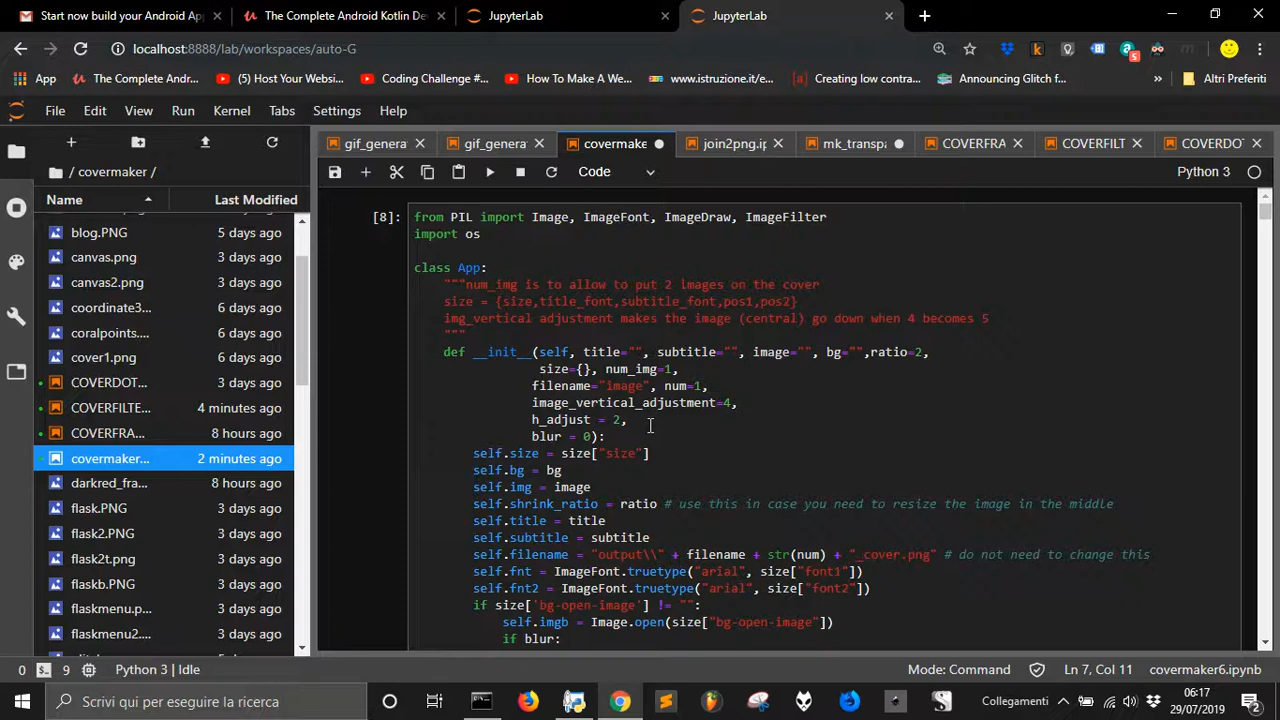 Start now build your Android Ap
The Complete Android Kotlin De
JupyterLab
JupyterLab
localhost:8888/lab/workspaces/auto-G
5
App
The Complete Andr...
(5) Host Your Websi...
Coding Challenge #...
How To Make A We...
www.istruzione.it/e...
Creating low contra...
Announcing Glitch f...
»
Altri Preferiti
File Edit View Run Kernel Tabs Settings Help
gif_genera
gif_genera
covermake
join2png.ip
mk_transpa
COVERFRA
COVERFILT
COVERDOT
Code
Python 3
/ covermaker /
Name Last Modified
blog.PNG 5 days ago
canvas.png 5 days ago
canvas2.png 5 days ago
coordinate3... 6 days ago
coralpoints.... 6 days ago
cover1.png 6 days ago
COVERDOT... 6 days ago
COVERFILTE... 4 minutes ago
COVERFRA... 8 hours ago
covermaker... 2 minutes ago
darkred_fra... 8 hours ago
flask.PNG 3 days ago
flask2.PNG 3 days ago
flask2t.png 3 days ago
flaskb.PNG 3 days ago
flaskmenu.p... 3 days ago
flaskmenu2.... 3 days ago
3 days ago
[8]:
from PIL import Image, ImageFont, ImageDraw, ImageFilter
import os
class App:
"""num_img is to allow to put 2 images on the cover
size = {size,title_font,subtitle_font,pos1,pos2}
img_vertical adjustment makes the image (central) go down when 4 becomes 5
"""
def __init__(self, title="", subtitle="", image="", bg="",ratio=2,
size={}, num_img=1,
filename="image", num=1,
image_vertical_adjustment=4,
h_adjust = 2,
blur = 0):
self.size = size["size"]
self.bg = bg
self.img = image
self.shrink_ratio = ratio # use this in case you need to resize the image in the middle
self.title = title
self.subtitle = subtitle
self.filename = "output\\" + filename + str(num) + "_cover.png" # do not need to change this
self.fnt = ImageFont.truetype("arial", size["font1"])
self.fnt2 = ImageFont.truetype("arial", size["font2"])
if size['bg-open-image'] != "":
self.imgb = Image.open(size["bg-open-image"])
if blur:
0 9 Python 3 | Idle
Mode: Command Ln 7, Col 11 covermaker6.ipynb
Scrivi qui per eseguire la ricerca
Collegamenti
06:17
29/07/2019
2